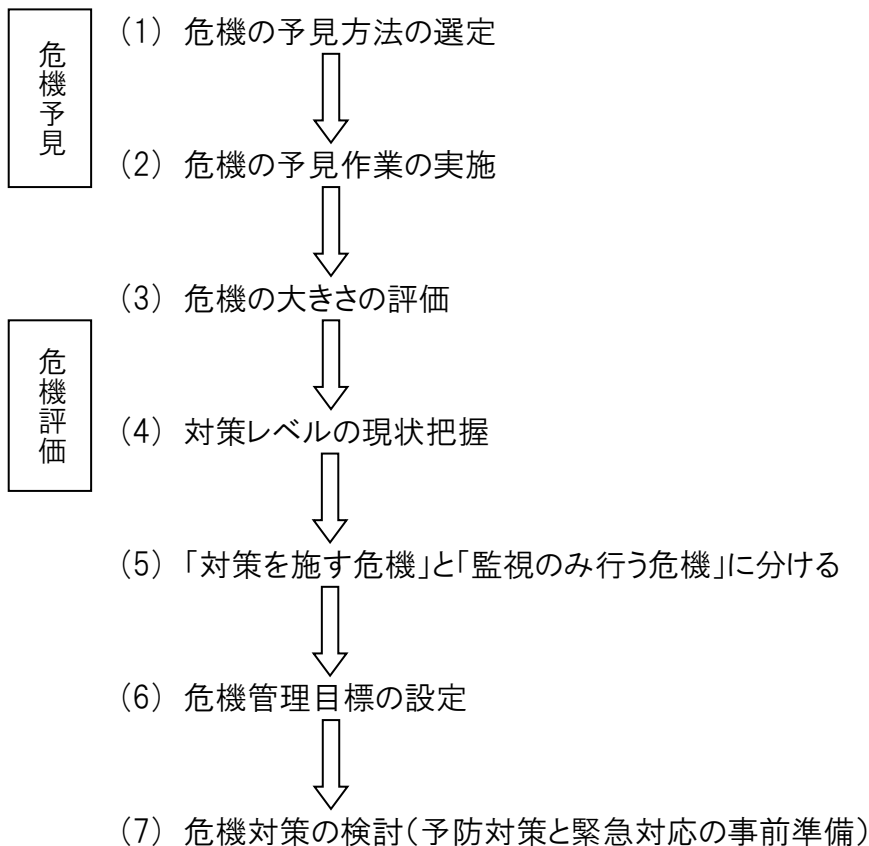 危機予見
（1） 危機の予見方法の選定
（2） 危機の予見作業の実施
（3） 危機の大きさの評価
危機評価
（4） 対策レベルの現状把握
（5） 「対策を施す危機」と「監視のみ行う危機」に分ける
（6） 危機管理目標の設定
（7） 危機対策の検討（予防対策と緊急対応の事前準備）